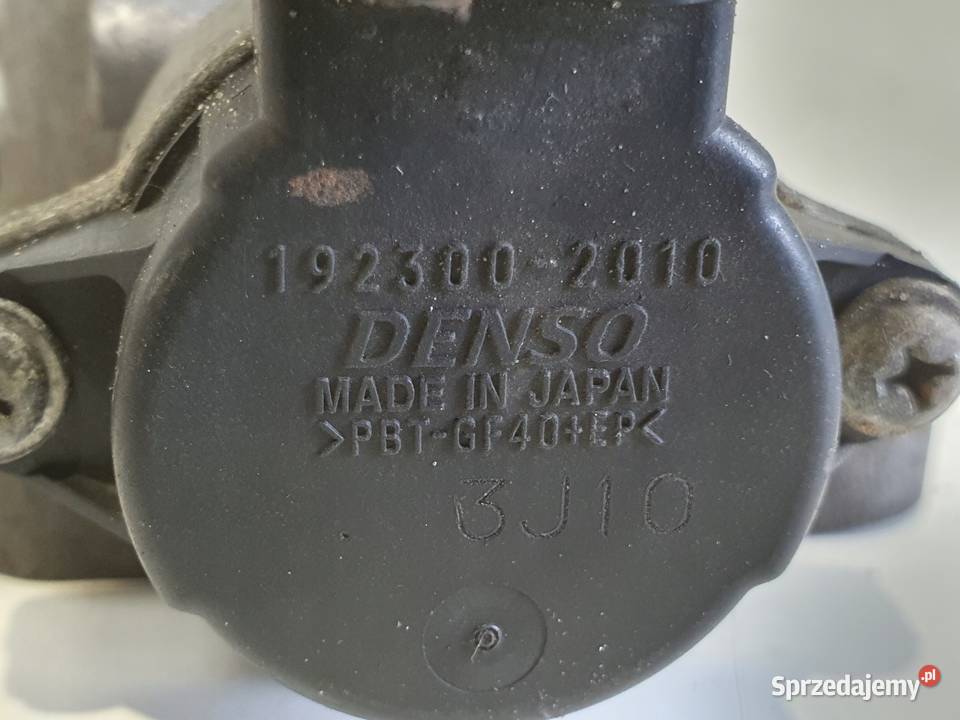 192300-2010
DENSO
MADE IN JAPAN
>PBT-GF40+EP<
3J10
P
Sprzedajemy.pl